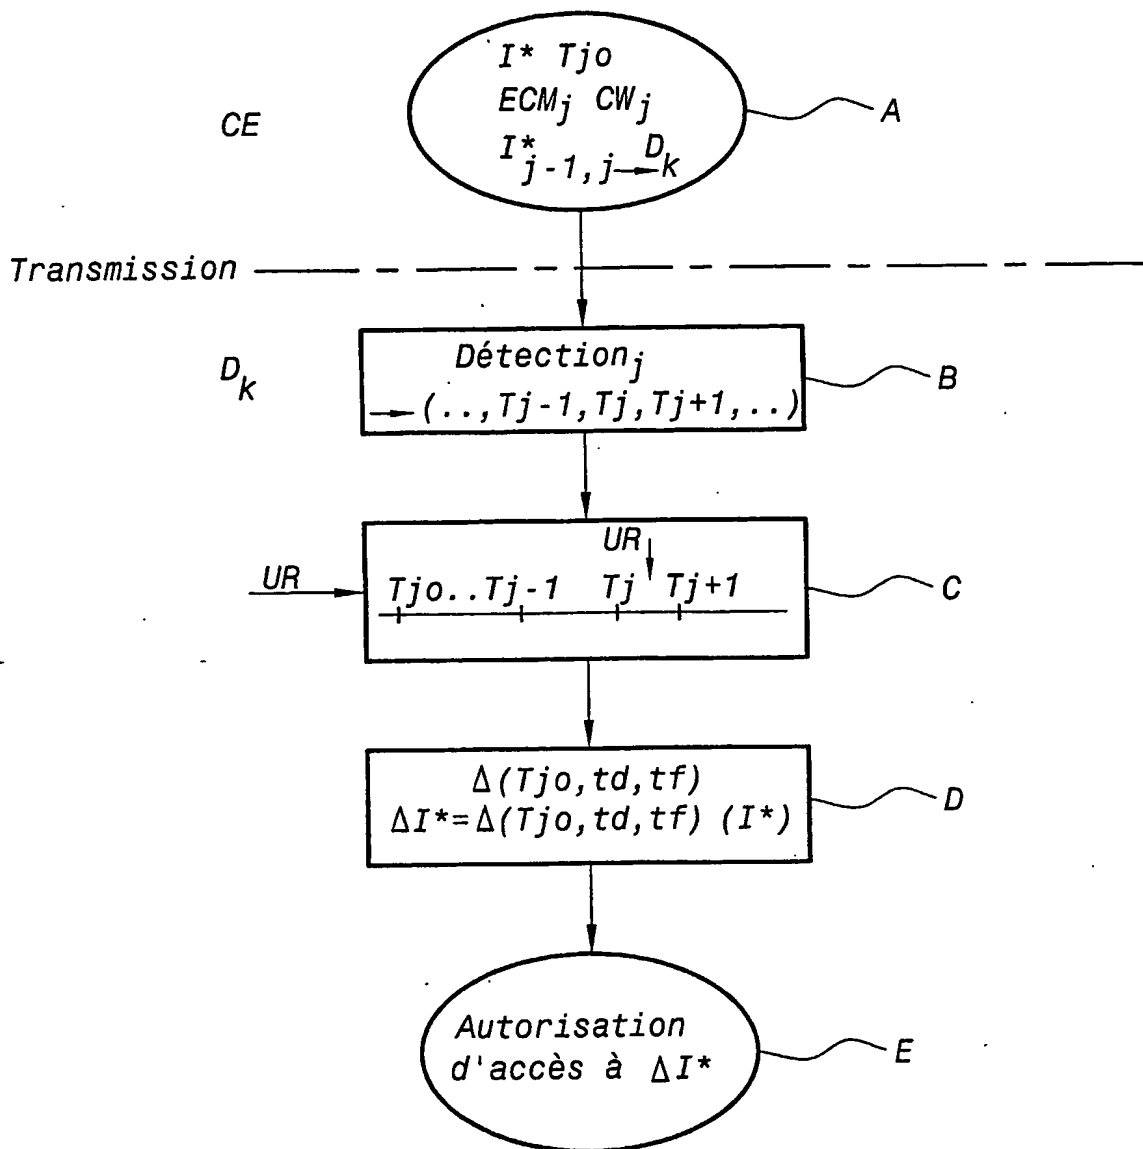 I* Tjo
ECMj CWj
I*j-1,j→Dk
A
CE
Transmission
Dk
Détectionj
→(..,Tj-1,Tj,Tj+1,..)
B
UR
UR
Tjo..Tj-1 Tj Tj+1
C
Δ(Tjo,td,tf)
ΔI*=Δ(Tjo,td,tf) (I*)
D
Autorisation
d'accès à ΔI*
E